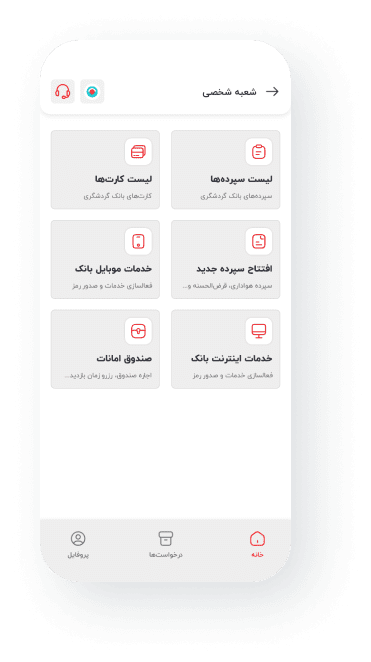 شعبه شخصی
لیست سپرده‌ها
سپرده‌های بانک گردشگری
لیست کارت‌ها
کارت‌های بانک گردشگری
افتتاح سپرده جدید
سپرده هواداری، قرض‌الحسنه و...
خدمات موبایل بانک
فعالسازی خدمات و صدور رمز
خدمات اینترنت بانک
فعالسازی خدمات و صدور رمز
صندوق امانات
اجاره صندوق، رزرو زمان بازدید...
خانه
درخواست‌ها
پروفایل